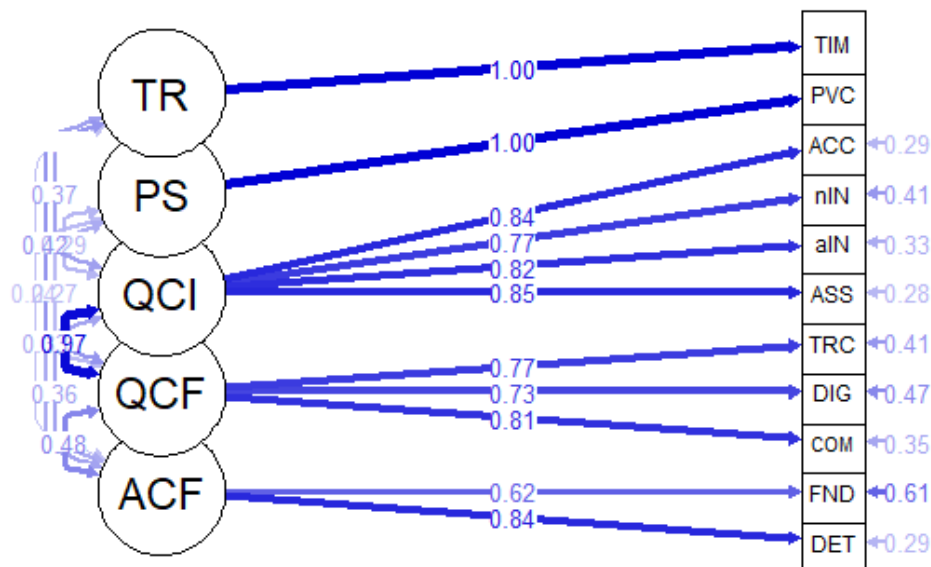 TR
PS
QCI
QCF
ACF
0.37
0.97
0.36
0.48
1.00
1.00
0.84
0.77
0.82
0.85
0.77
0.73
0.81
0.62
0.84
TIM
PVC
ACC 0.29
nIN 0.41
aIN 0.33
ASS 0.28
TRC 0.41
DIG 0.47
COM 0.35
FND 0.61
DET 0.29